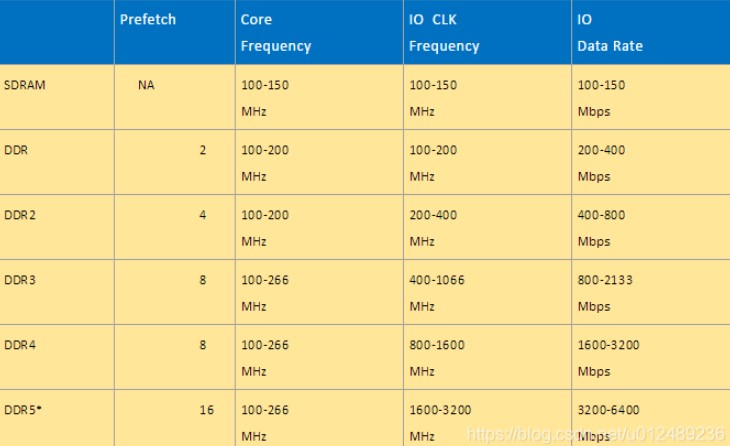 Prefetch Core Frequency IO CLK Frequency IO Data Rate
SDRAM NA 100-150 MHz 100-150 MHz 100-150 Mbps
DDR 2 100-200 MHz 100-200 MHz 200-400 Mbps
DDR2 4 100-200 MHz 200-400 MHz 400-800 Mbps
DDR3 8 100-266 MHz 400-1066 MHz 800-2133 Mbps
DDR4 8 100-266 MHz 800-1600 MHz 1600-3200 Mbps
DDR5* 16 100-266 MHz 1600-3200 MHz 3200-6400 Mbps
https://blog.csdn.net/u012489236